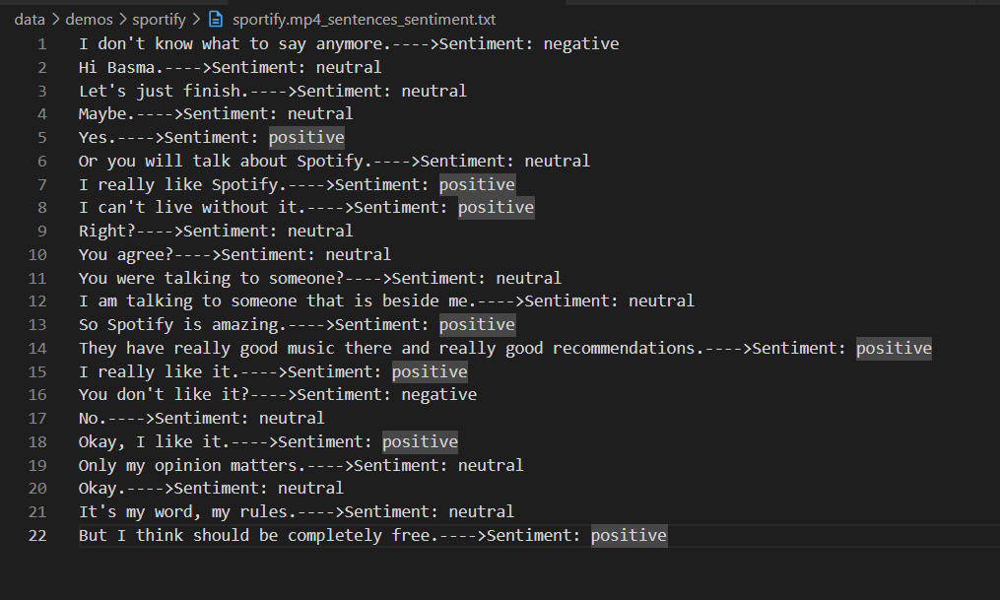 data > demos > sportify > sportify.mp4_sentences_sentiment.txt
1 I don't know what to say anymore.---->Sentiment: negative
2 Hi Basma.---->Sentiment: neutral
3 Let's just finish.---->Sentiment: neutral
4 Maybe.---->Sentiment: neutral
5 Yes.---->Sentiment: positive
6 Or you will talk about Spotify.---->Sentiment: neutral
7 I really like Spotify.---->Sentiment: positive
8 I can't live without it.---->Sentiment: positive
9 Right?---->Sentiment: neutral
10 You agree?---->Sentiment: neutral
11 You were talking to someone?---->Sentiment: neutral
12 I am talking to someone that is beside me.---->Sentiment: neutral
13 So Spotify is amazing.---->Sentiment: positive
14 They have really good music there and really good recommendations.---->Sentiment: positive
15 I really like it.---->Sentiment: positive
16 You don't like it?---->Sentiment: negative
17 No.---->Sentiment: neutral
18 Okay, I like it.---->Sentiment: positive
19 Only my opinion matters.---->Sentiment: neutral
20 Okay.---->Sentiment: neutral
21 It's my word, my rules.---->Sentiment: neutral
22 But I think should be completely free.---->Sentiment: positive